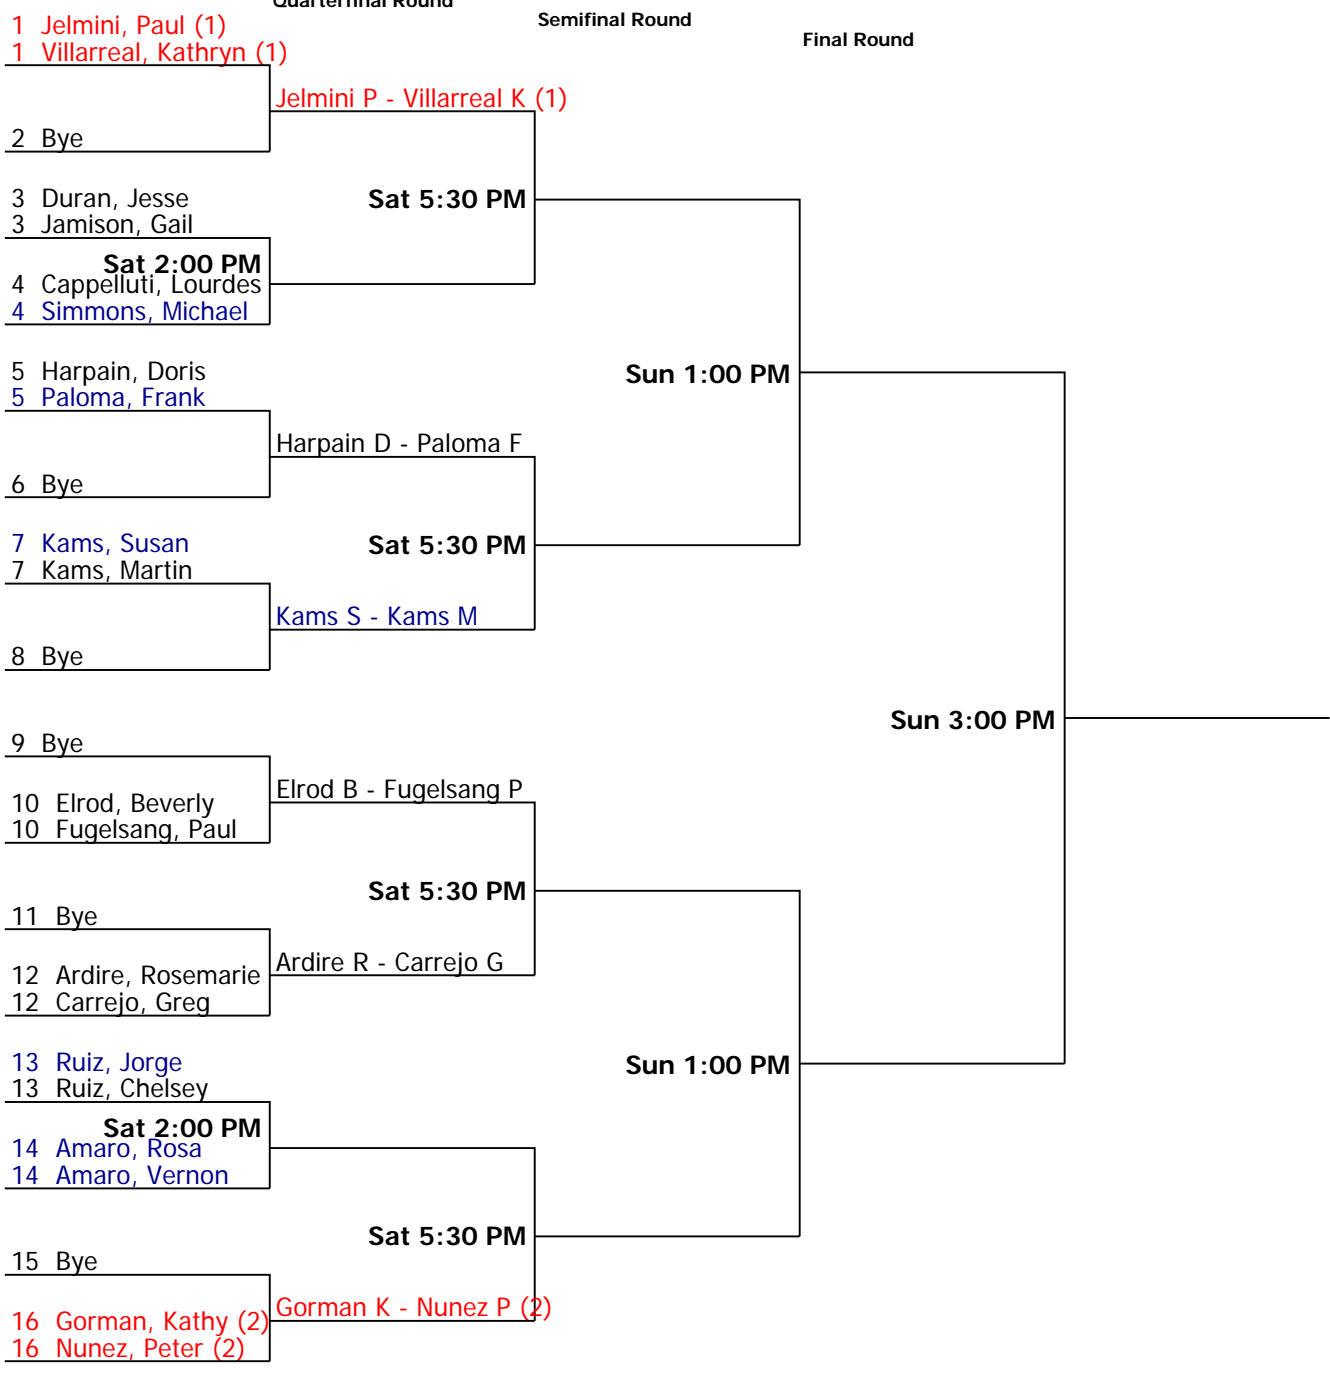 Quarterfinal Round
Semifinal Round
Final Round
1 Jelmini, Paul (1)
1 Villarreal, Kathryn (1)
Jelmini P - Villarreal K (1)
2 Bye
3 Duran, Jesse
Sat 5:30 PM
3 Jamison, Gail
Sat 2:00 PM
4 Cappelluti, Lourdes
4 Simmons, Michael
5 Harpain, Doris
Sun 1:00 PM
5 Paloma, Frank
Harpain D - Paloma F
6 Bye
7 Kams, Susan
Sat 5:30 PM
7 Kams, Martin
Kams S - Kams M
8 Bye
Sun 3:00 PM
9 Bye
Elrod B - Fugelsang P
10 Elrod, Beverly
10 Fugelsang, Paul
Sat 5:30 PM
11 Bye
Ardire R - Carrejo G
12 Ardire, Rosemarie
12 Carrejo, Greg
13 Ruiz, Jorge
Sun 1:00 PM
13 Ruiz, Chelsey
Sat 2:00 PM
14 Amaro, Rosa
14 Amaro, Vernon
Sat 5:30 PM
15 Bye
Gorman K - Nunez P (2)
16 Gorman, Kathy (2)
16 Nunez, Peter (2)